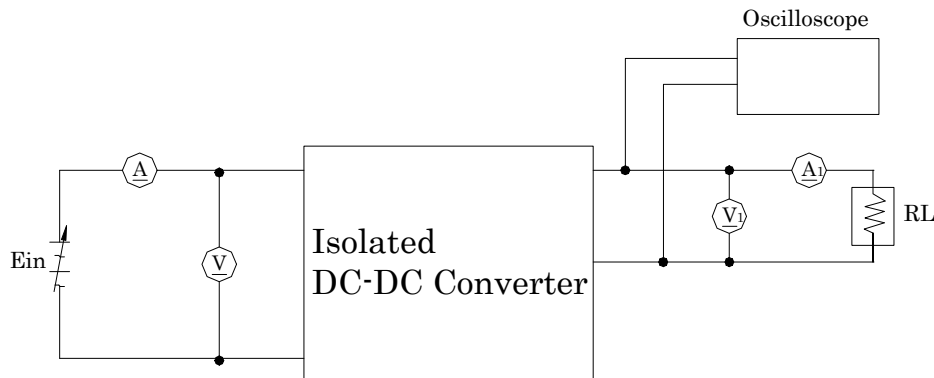 Oscilloscope
A
A1
V1
RL
Ein
V
Isolated
DC-DC Converter